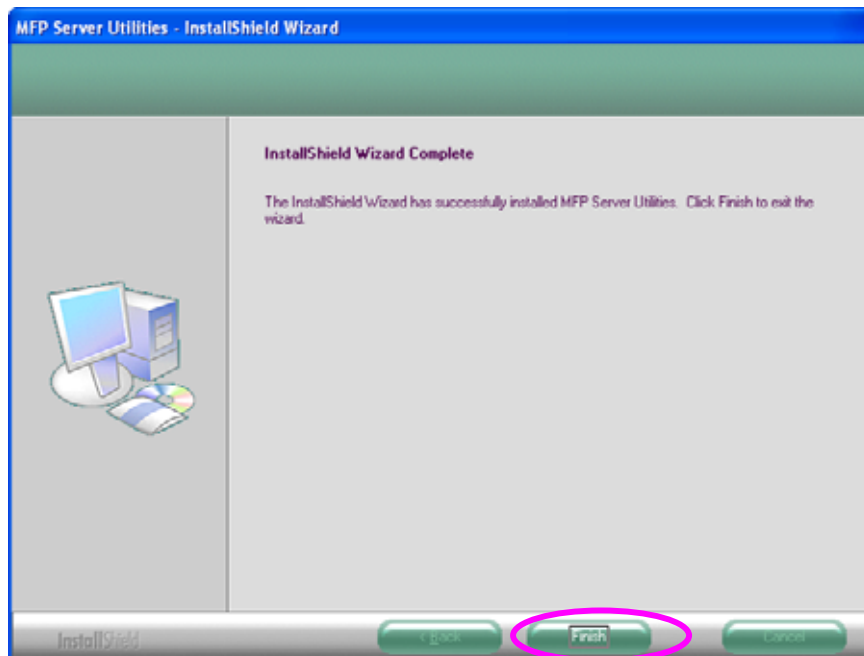 MFP Server Utilities - InstallShield Wizard
InstallShield Wizard Complete
The InstallShield Wizard has successfully installed MFP Server Utilities. Click Finish to exit the
wizard.
InstallShield
< Back
Finish
Cancel